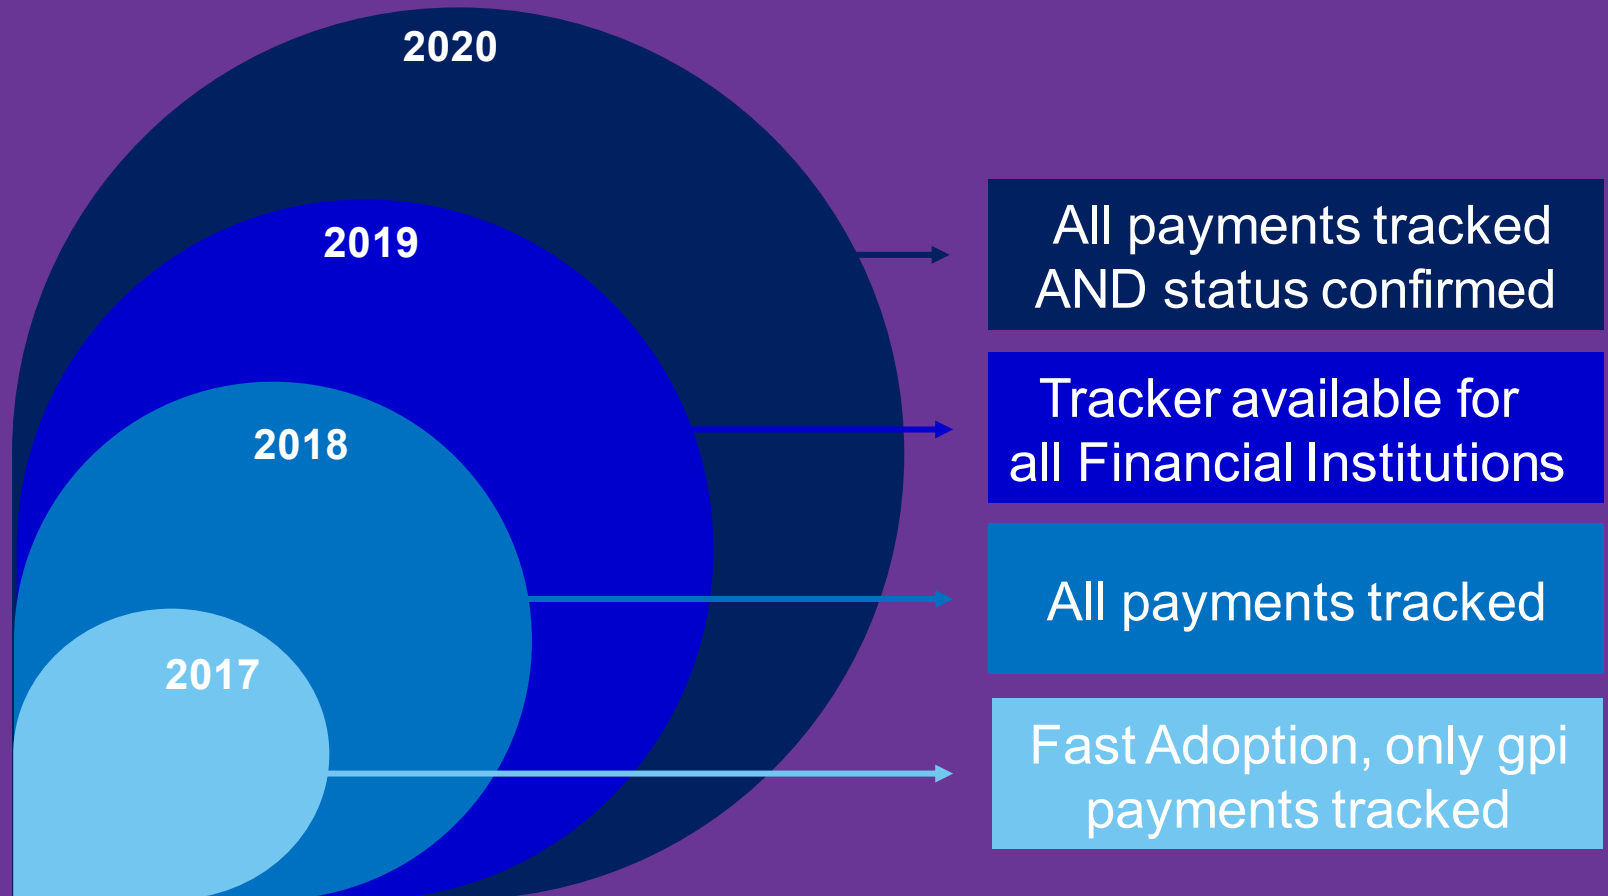 2020
All payments tracked
AND status confirmed
2019
Tracker available for
all Financial Institutions
2018
All payments tracked
2017
Fast Adoption, only gpi
payments tracked